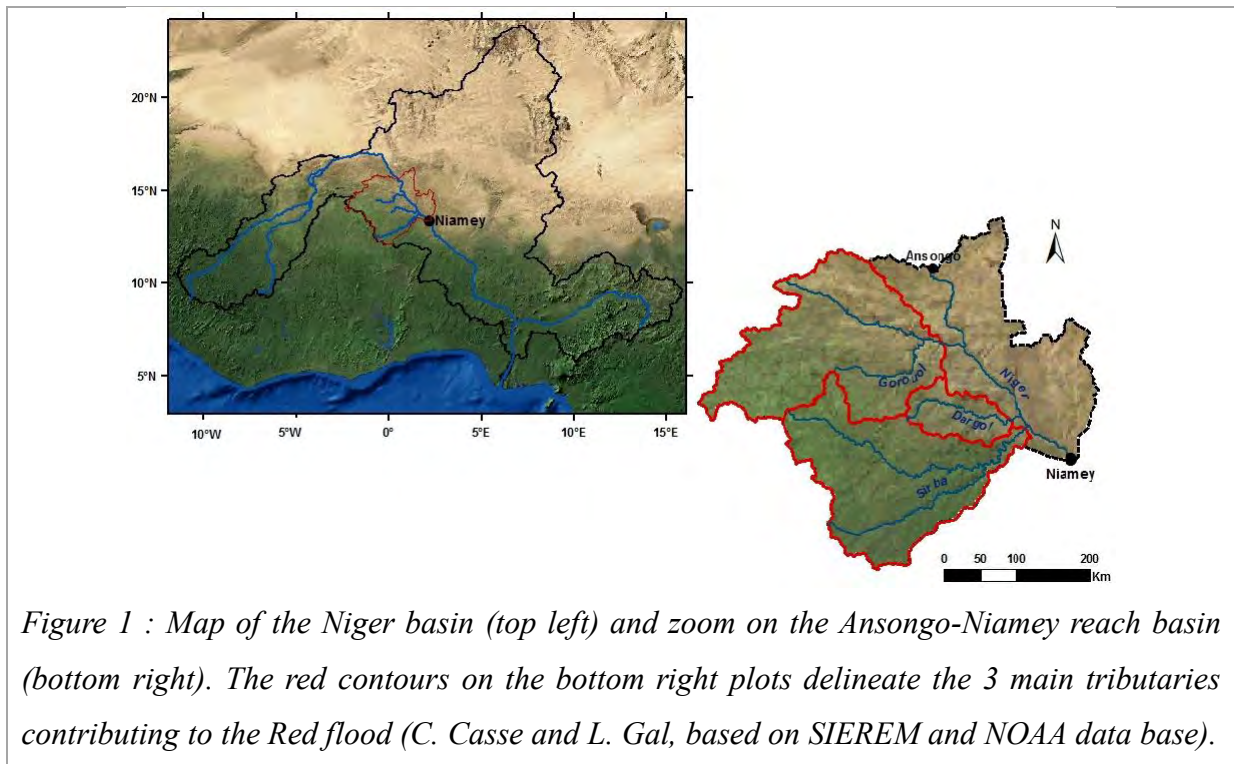 20°N
15°N
10°N
5°N
10°W
5°W
0°
5°E
10°E
15°E
Niamey
N
Ansongo
Niger
Gorouol
Dargol
Sirba
Niamey
0 50 100 200
Km
Figure 1 : Map of the Niger basin (top left) and zoom on the Ansongo-Niamey reach basin
(bottom right). The red contours on the bottom right plots delineate the 3 main tributaries
contributing to the Red flood (C. Casse and L. Gal, based on SIEREM and NOAA data base).